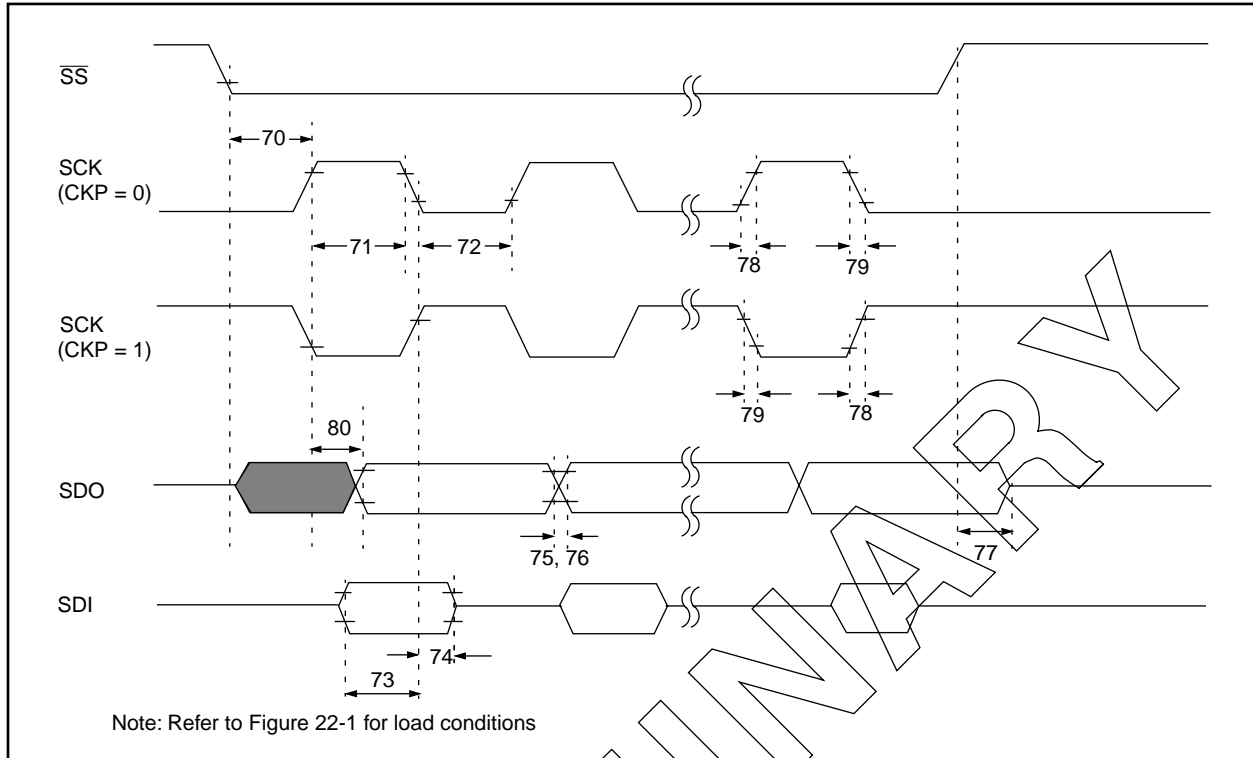 SS
70
SCK
(CKP = 0)
71
72
78
79
SCK
(CKP = 1)
79
78
80
SDO
75, 76
77
SDI
74
73
Note: Refer to Figure 22-1 for load conditions
INARY